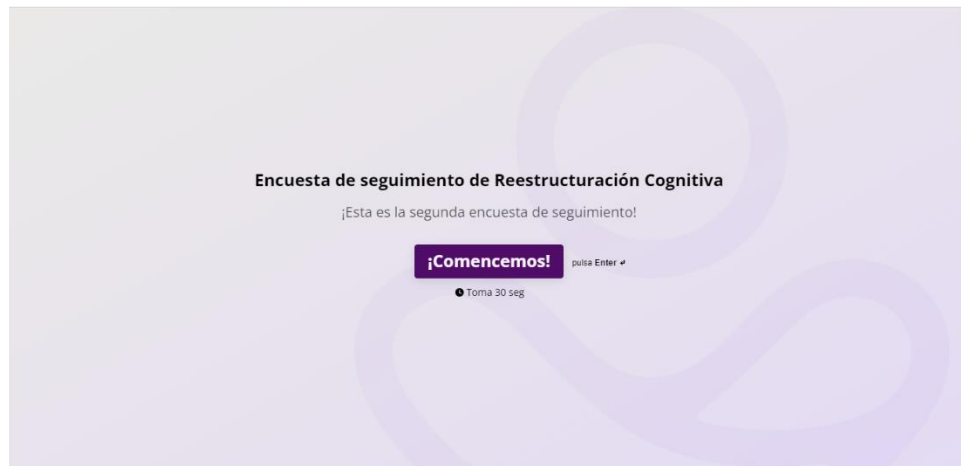 Encuesta de seguimiento de Reestructuración Cognitiva
¡Esta es la segunda encuesta de seguimiento!
¡Comencemos! pulsa Enter ↵
Toma 30 seg